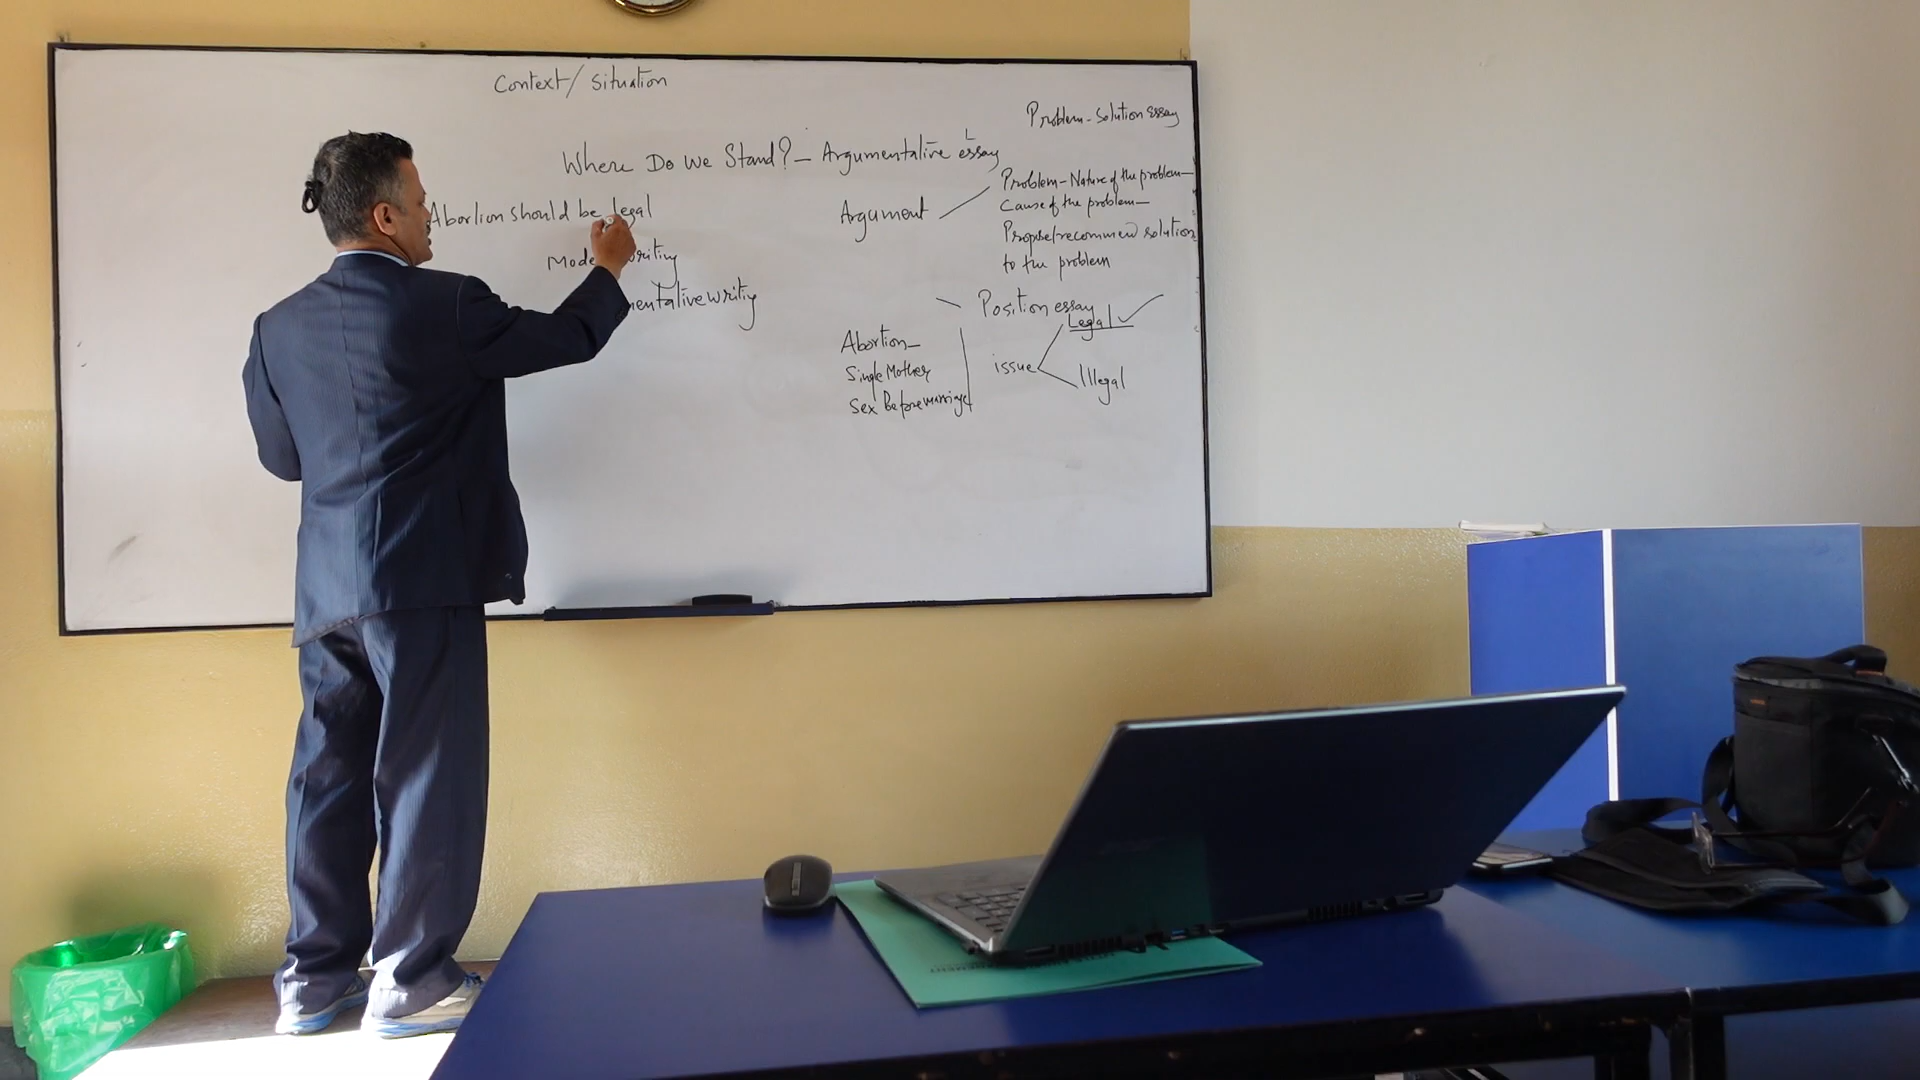 Context/ Situation
Problem - Solution essay
Where Do We Stand? - Argumentative essay
Problem - Nature of the problem -
Cause of the problem -
Argument
Abortion should be legal
Propose/recommend solution
to the problem
writing
mentative writing
Position essay
Legal ✓
Abortion -
issue
Single Mother
Illegal
Sex Before marriage